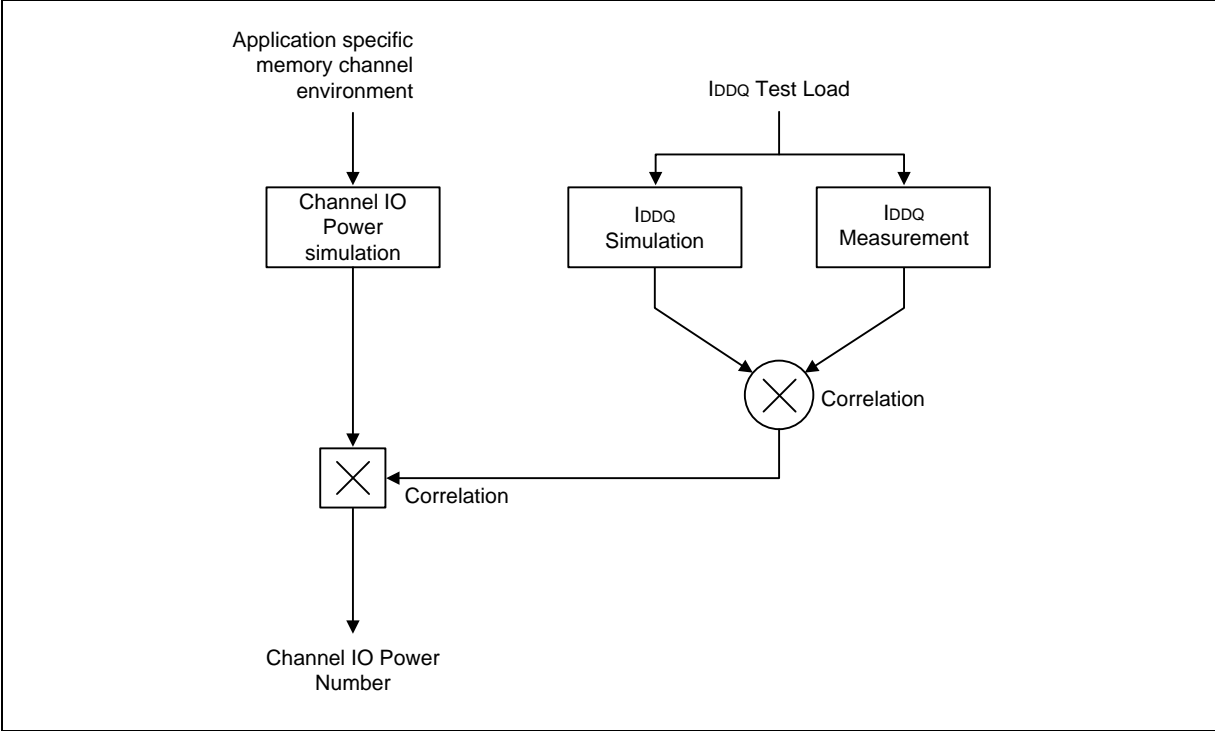 Application specific
memory channel
environment
IDDQ Test Load
Channel IO
Power
simulation
IDDQ
Simulation
IDDQ
Measurement
Correlation
Correlation
Channel IO Power
Number